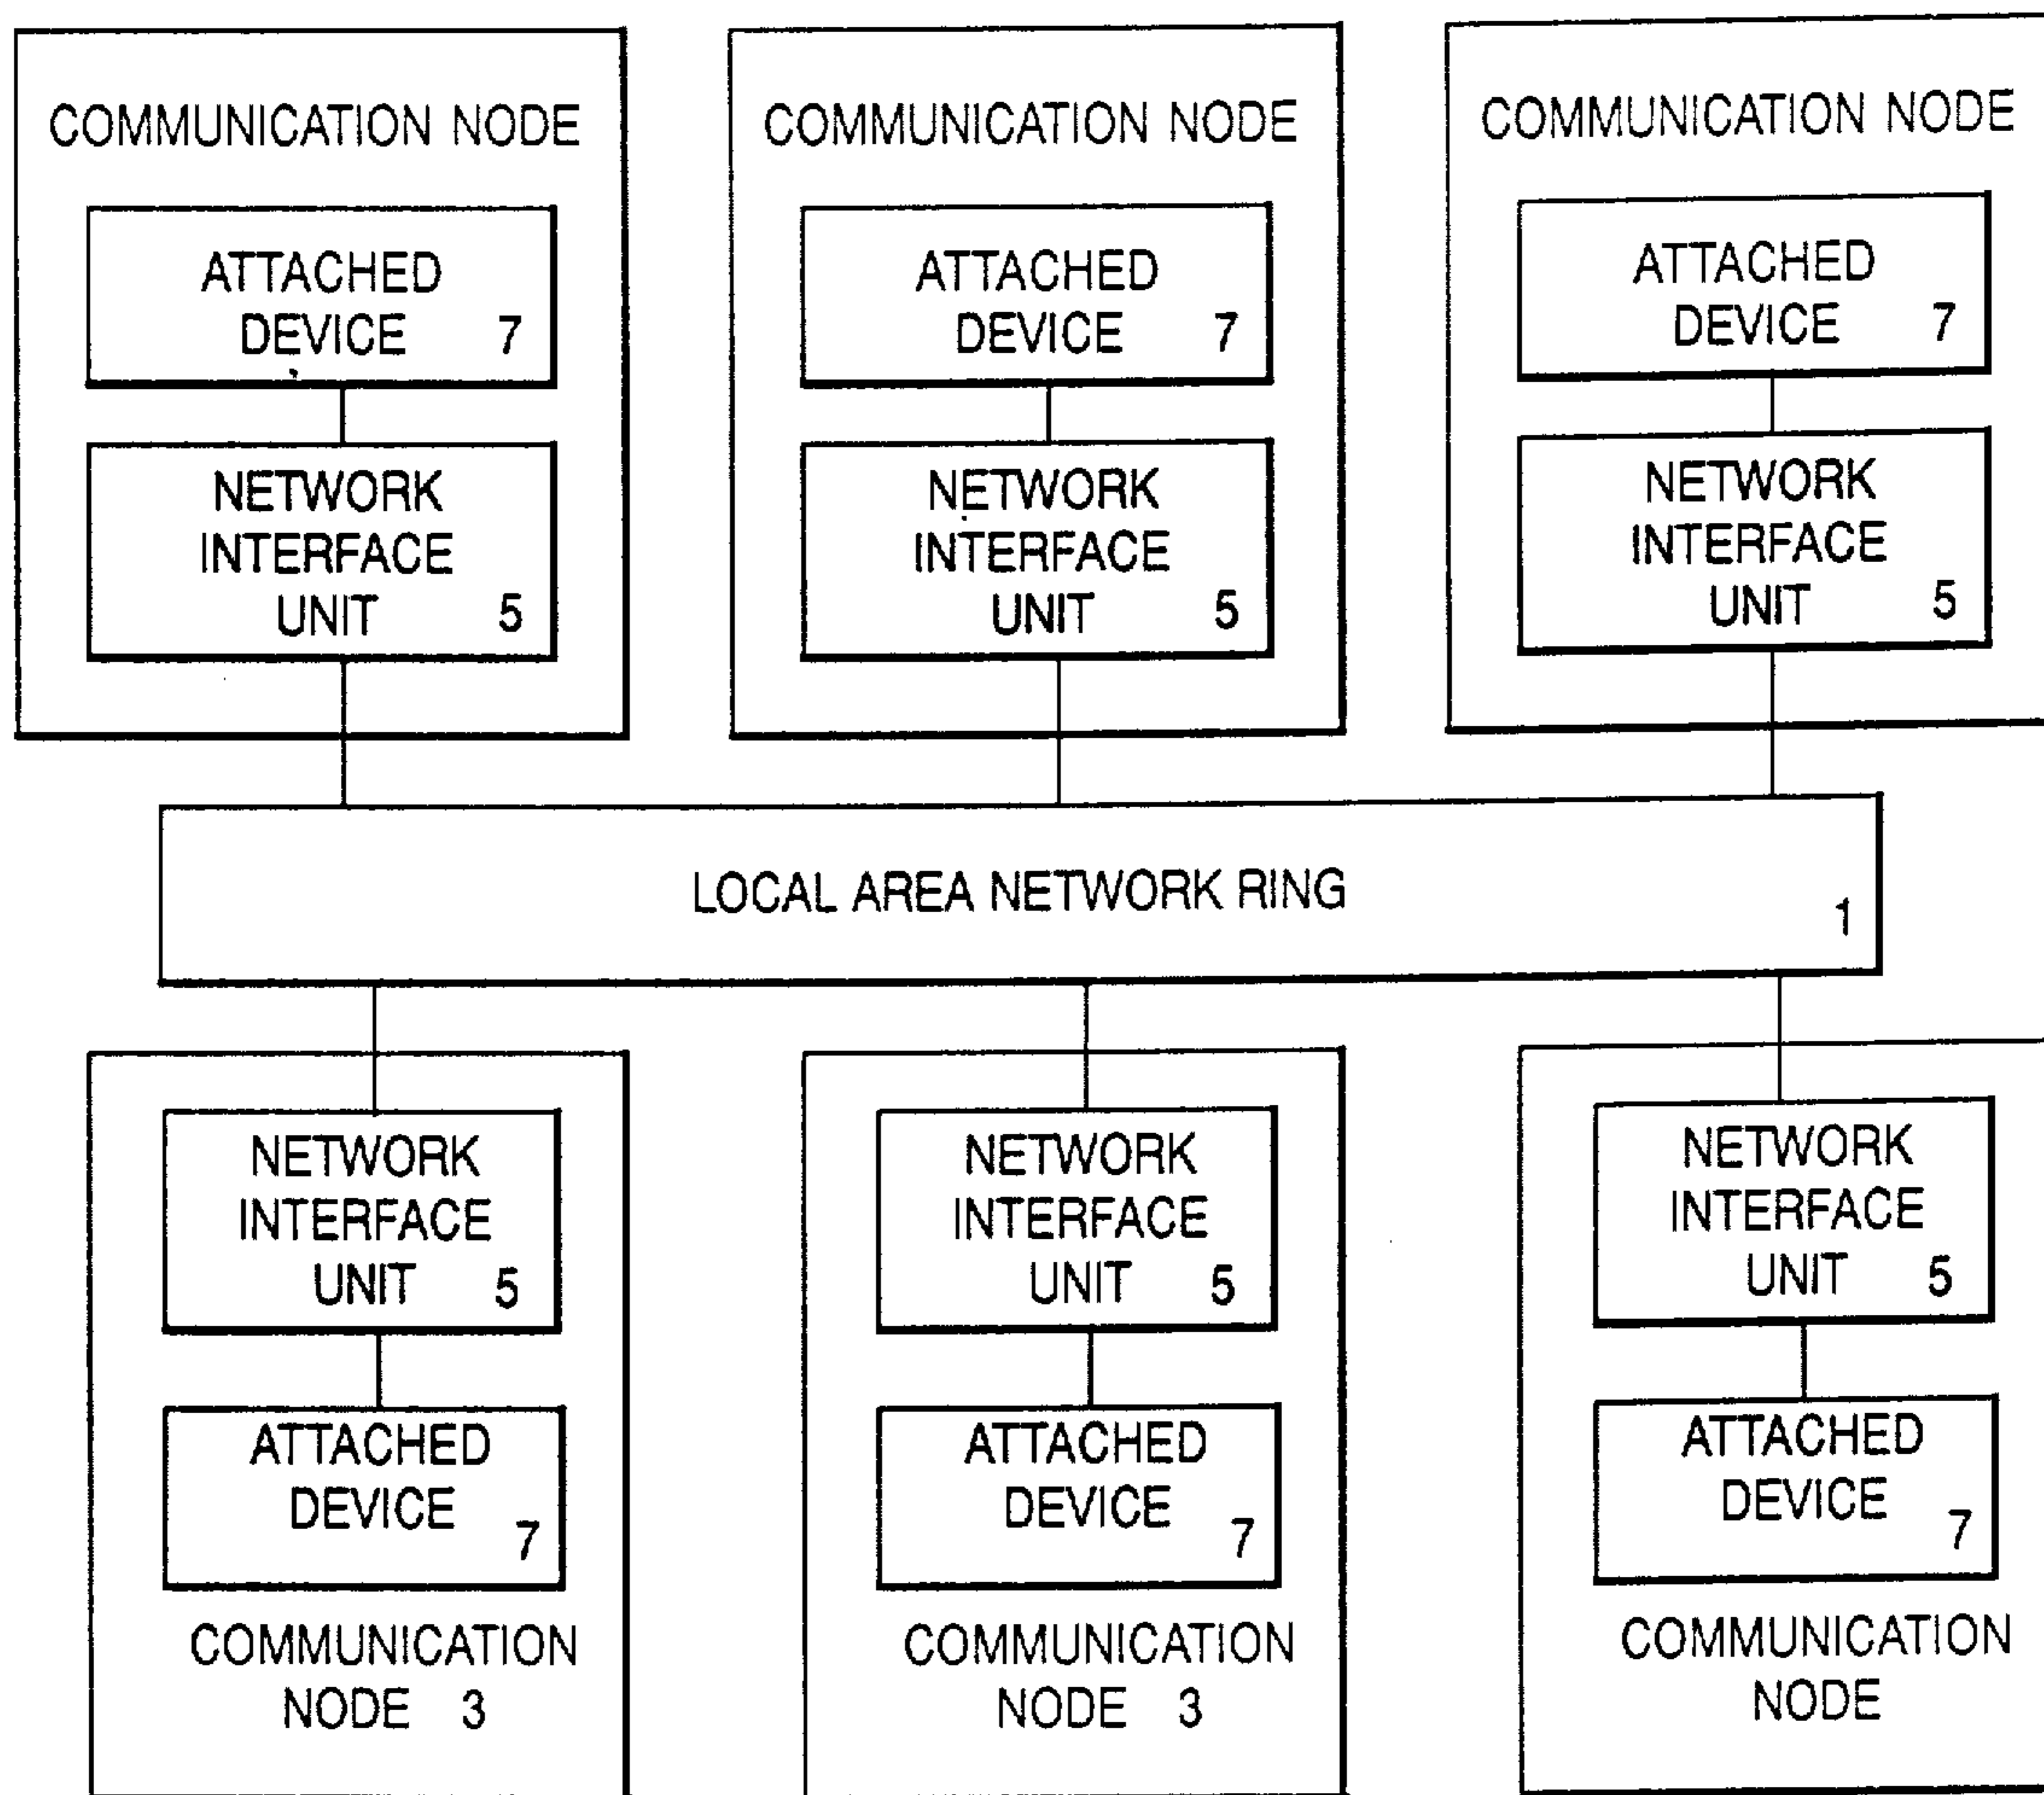 COMMUNICATION NODE
ATTACHED
DEVICE 7
NETWORK
INTERFACE
UNIT 5
COMMUNICATION NODE
ATTACHED
DEVICE 7
NETWORK
INTERFACE
UNIT 5
COMMUNICATION NODE
ATTACHED
DEVICE 7
NETWORK
INTERFACE
UNIT 5
LOCAL AREA NETWORK RING
1
NETWORK
INTERFACE
UNIT 5
ATTACHED
DEVICE
7
COMMUNICATION
NODE 3
NETWORK
INTERFACE
UNIT 5
ATTACHED
DEVICE
7
COMMUNICATION
NODE 3
NETWORK
INTERFACE
UNIT 5
ATTACHED
DEVICE
7
COMMUNICATION
NODE